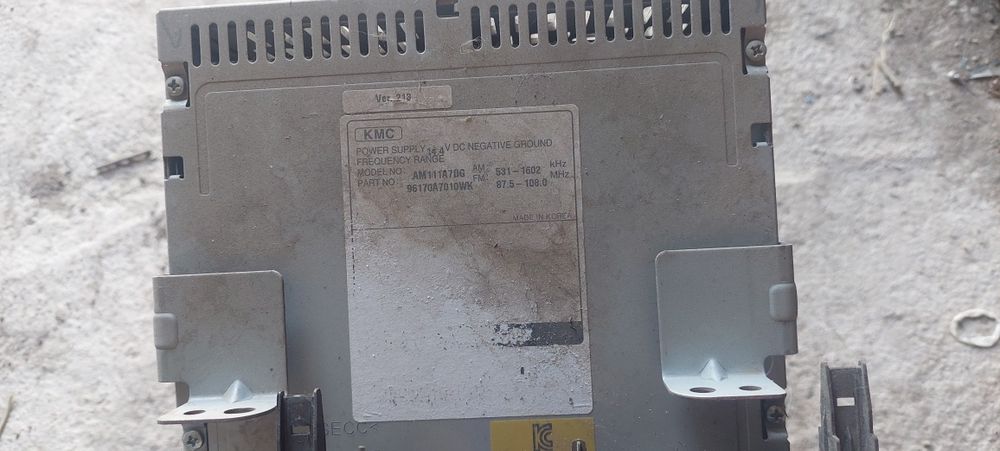 Ver 213
KMC
POWER SUPPLY 14.4 V DC NEGATIVE GROUND
FREQUENCY RANGE AM: 531-1602 kHz
FM: 87.5-108.0 MHz
MODEL NO: AM111A7DG
PART NO: 96170A7010WK
MADE IN KOREA
SECC<